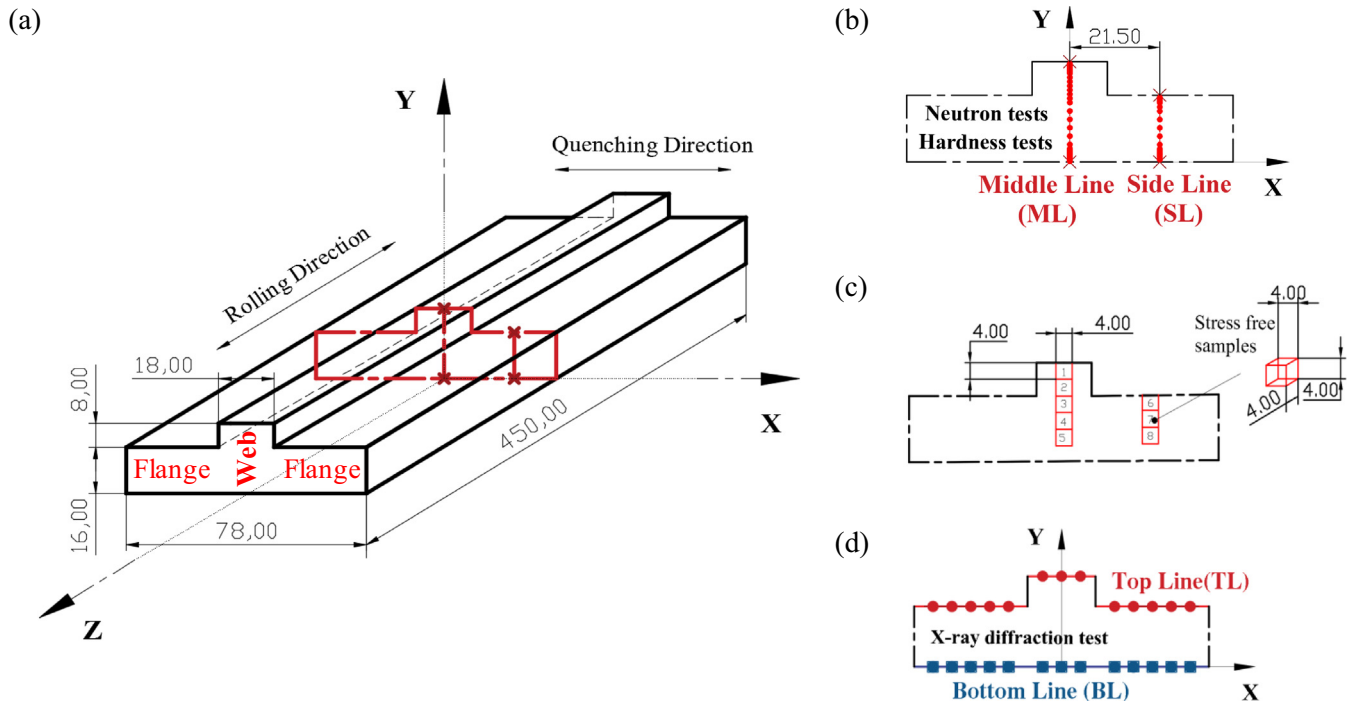 (a)
Y
Quenching Direction
Rolling Direction
18,00
8,00
X
450,00
Flange
Web
Flange
16,00
78,00
Z
(b)
Y
21.50
Neutron tests
Hardness tests
X
Middle Line
(ML)
Side Line
(SL)
(c)
4.00
4.00
4.00
Stress free
samples
4.00
4.00
1
2
3
4
5
6
7
8
(d)
Y
Top Line(TL)
X-ray diffraction test
Bottom Line (BL)
X